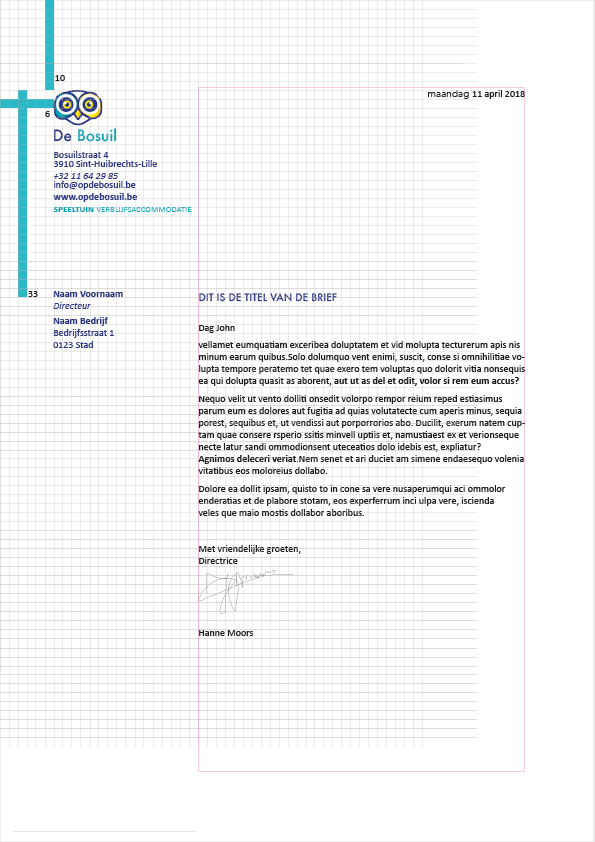 10
maandag 11 april 2018
6
De Bosuil
Bosuilstraat 4
3910 Sint-Huibrechts-Lille
+32 11 64 29 85
info@opdebosuil.be
www.opdebosuil.be
SPEELTUIN VERBLIJFSACCOMMODATIE
33
Naam Voornaam
Directeur
Naam Bedrijf
Bedrijfsstraat 1
0123 Stad
DIT IS DE TITEL VAN DE BRIEF
Dag John
vellamet eumquatiam exceribea doluptatem et vid molupta tecturerum apis nis
minum earum quibus.Solo dolumquo vent enimi, suscit, conse si omnihilitiae vo-
lupta tempore peratemo tet quae exero tem voluptas quo dolorit vitia nonsequis
ea qui dolupta quasit as aborent, aut ut as del et odit, volor si rem eum accus?
Nequo velit ut vento dolliti onsedit volorpo rempor reium reped estiasimus
parum eum es dolores aut fugitia ad quias volutatecte cum aperis minus, sequia
porest, sequibus et, ut vendissi aut porporrorios abo. Ducilit, exerum natem cup-
tam quae consere rsperio ssitis minvell uptiis et, namustiaest ex et verionseque
necte latur sandi ommodionsent uteceatios dolo idebis est, expliatur?
Agnimos deleceri veriat.Nem senet et ari duciet am simene endaesequo volenia
vitatibus eos moloreius dollabo.
Dolore ea dollit ipsam, quisto to in cone sa vere nusaperumqui aci ommolor
enderatias et de plabore stotam, eos experferrum inci ulpa vere, iscienda
veles que maio mostis dollabor aboribus.
Met vriendelijke groeten,
Directrice
Hanne Moors